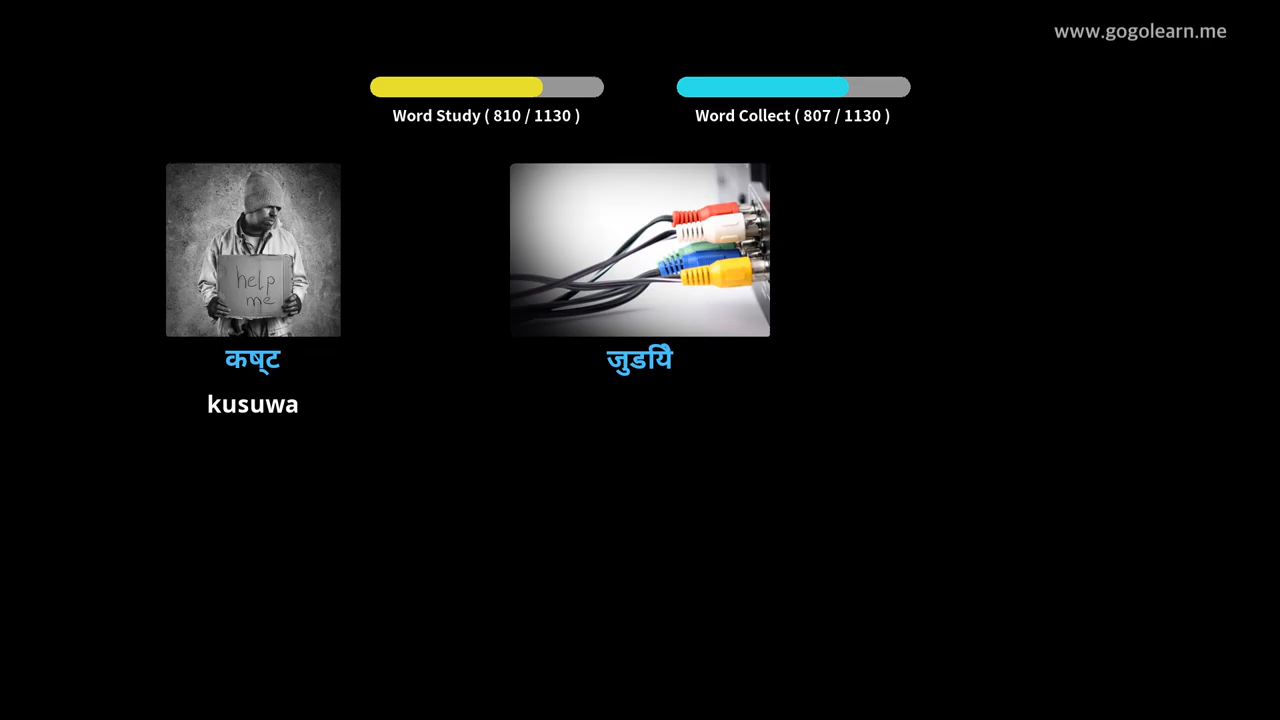 www.gogolearn.me
Word Study ( 810 / 1130 )
Word Collect ( 807 / 1130 )
help
me
कष्ट
जुडयिे
kusuwa